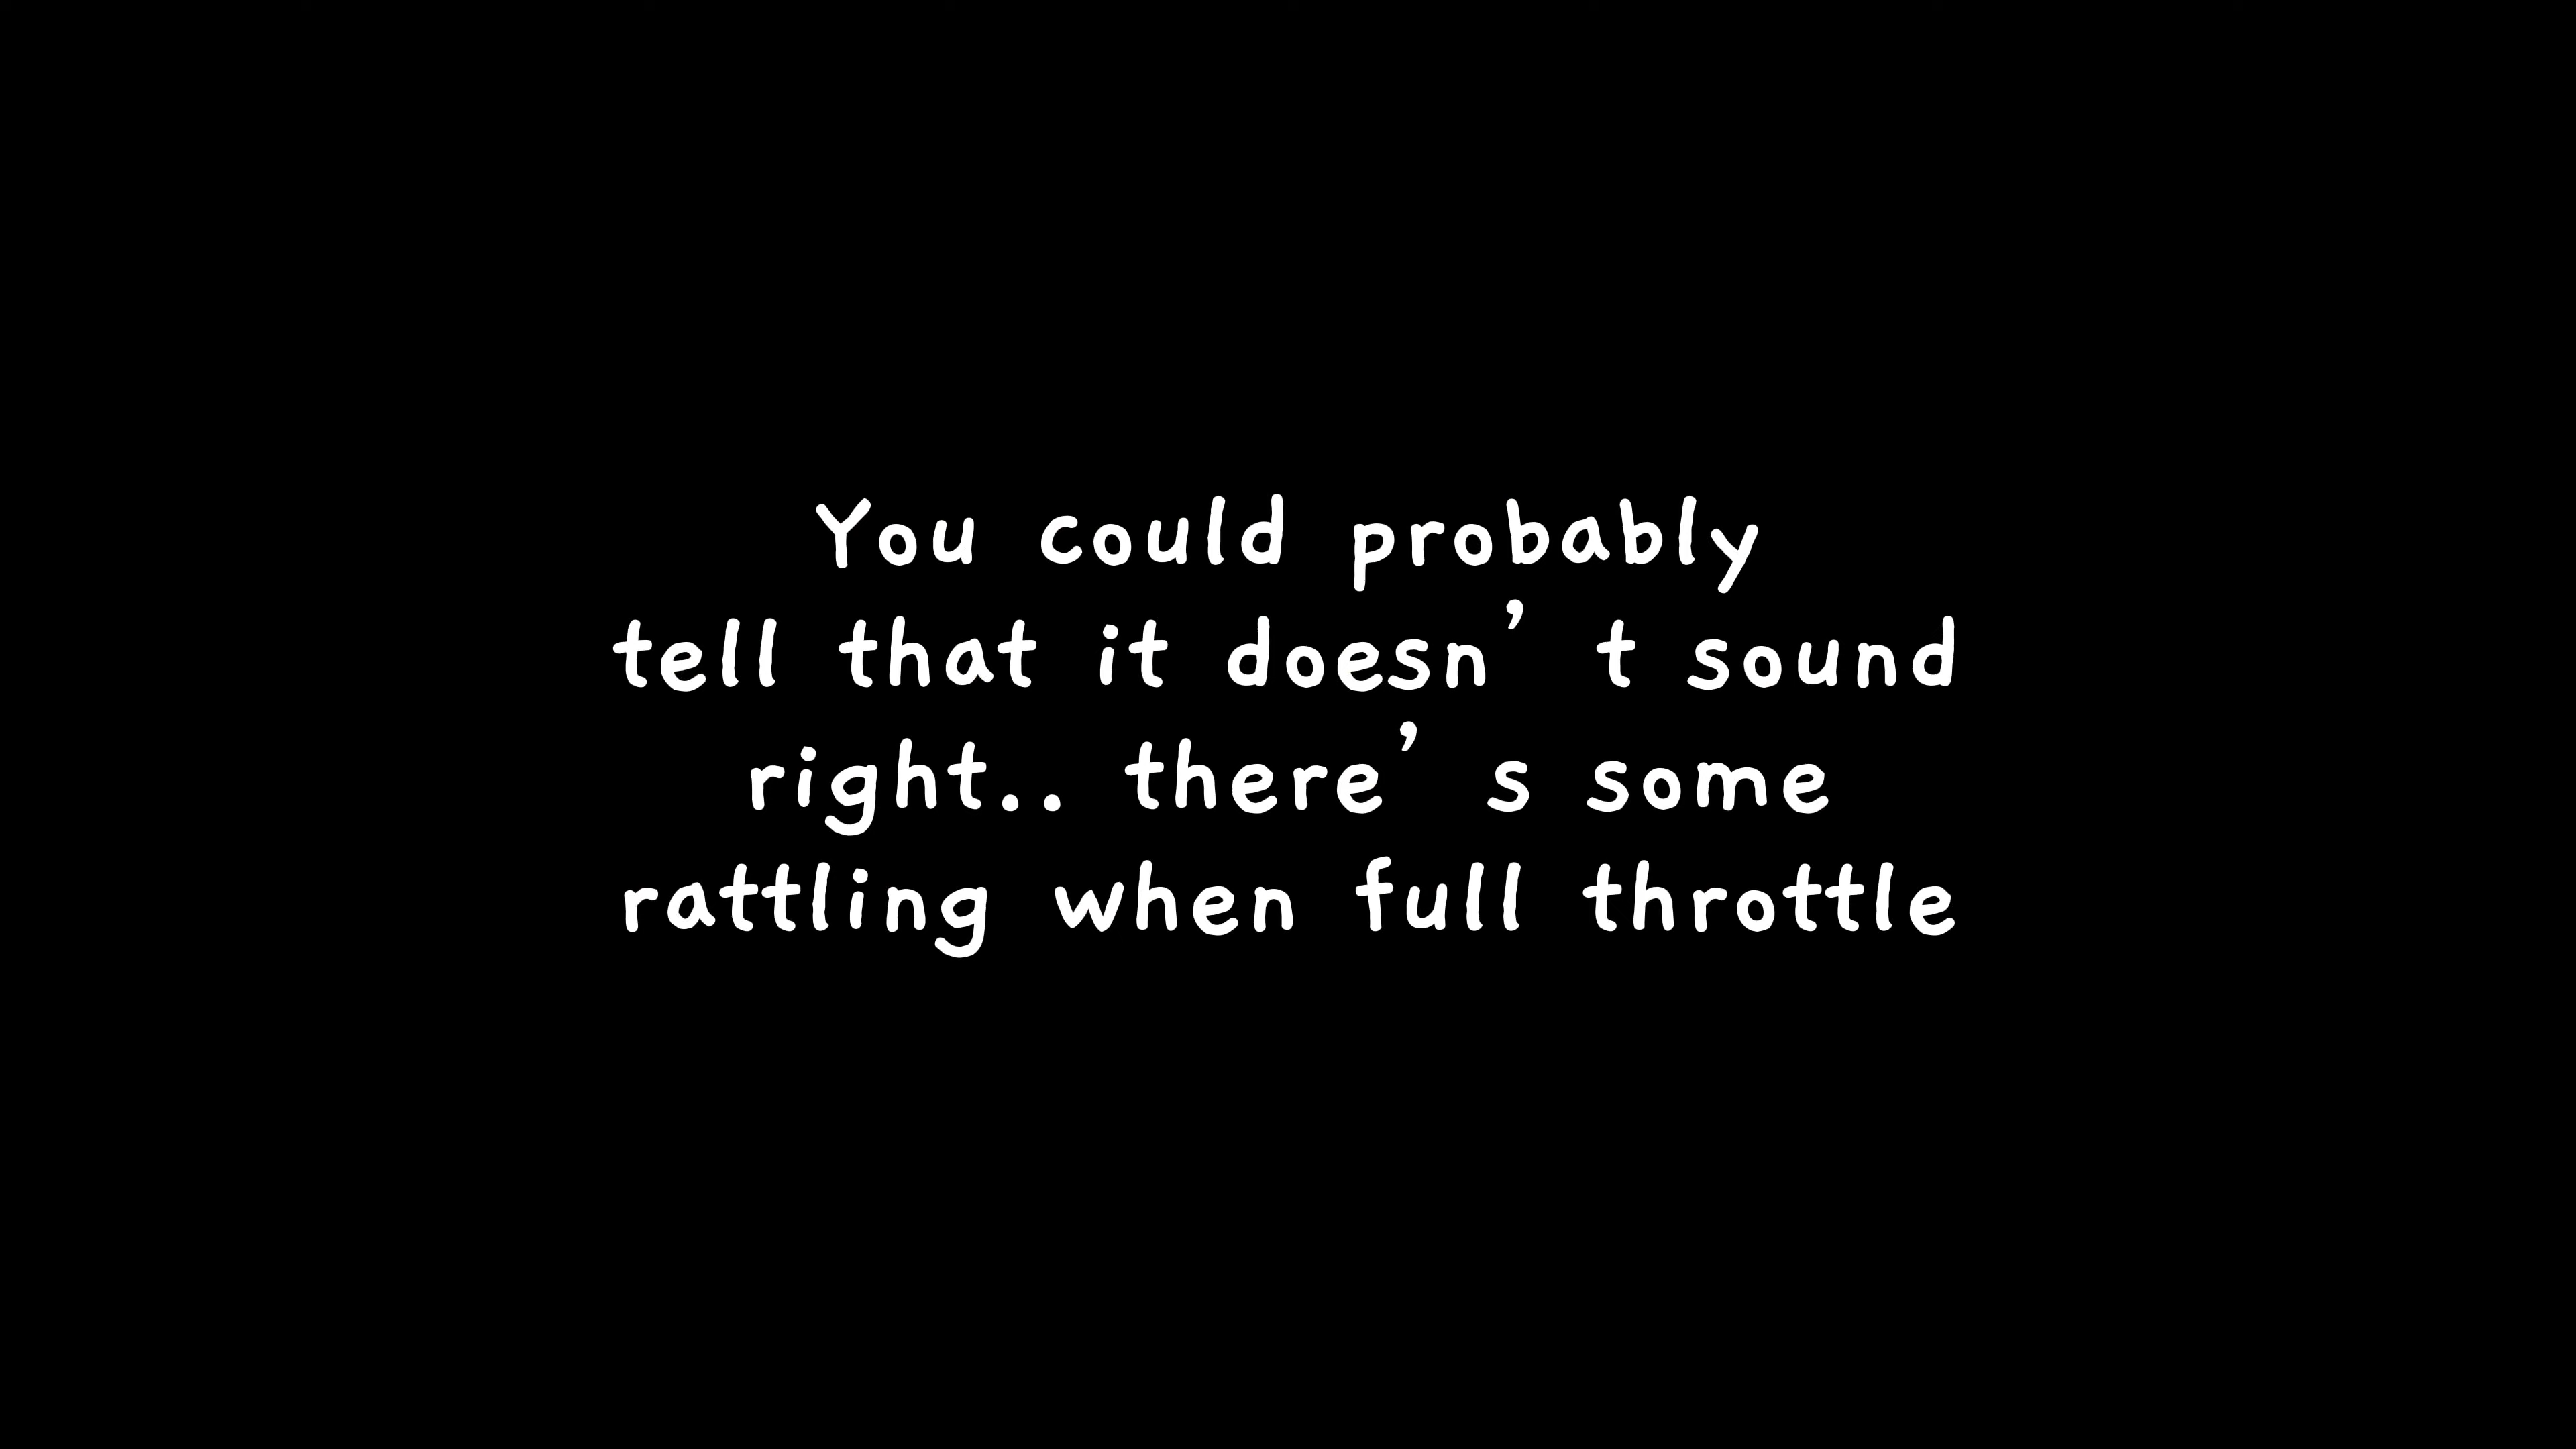 You could probably
tell that it doesn’t sound
right.. there’s some
rattling when full throttle